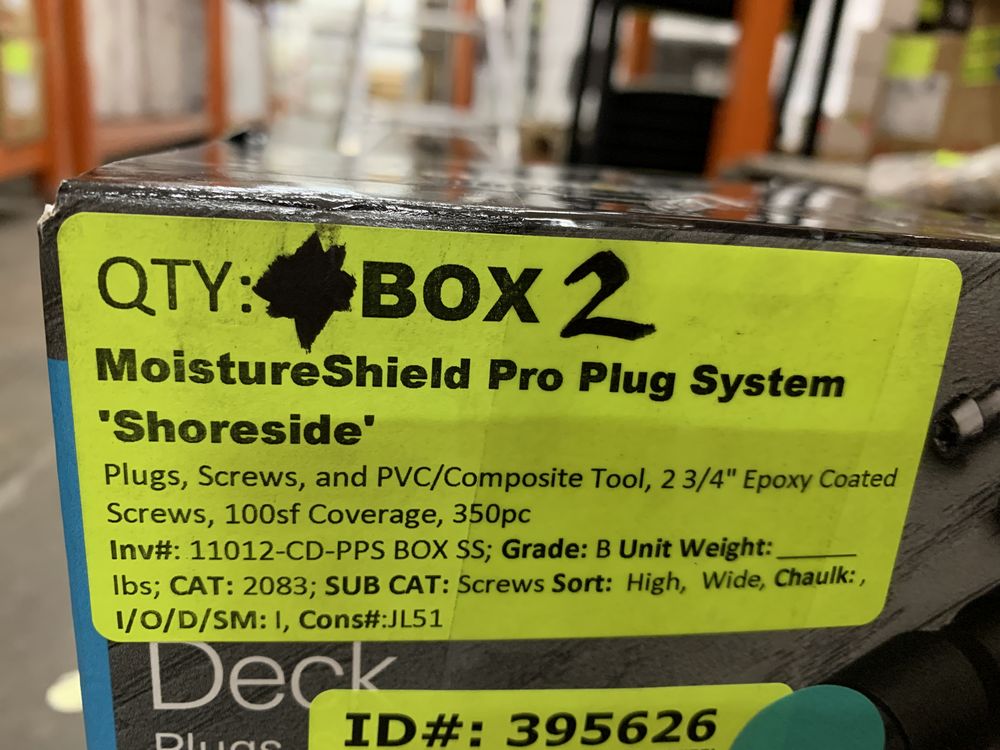 QTY: BOX 2
MoistureShield Pro Plug System
'Shoreside'
Plugs, Screws, and PVC/Composite Tool, 2 3/4" Epoxy Coated
Screws, 100sf Coverage, 350pc
Inv#: 11012-CD-PPS BOX SS; Grade: B Unit Weight:______
lbs; CAT: 2083; SUB CAT: Screws Sort: High, Wide, Chaulk: ,
I/O/D/SM: I, Cons#:JL51
Deck
Plugs
ID#: 395626